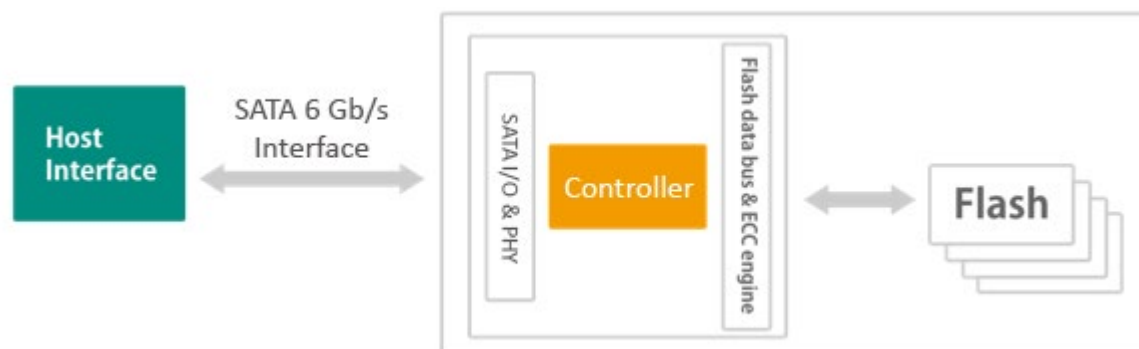 Host
Interface
SATA 6 Gb/s
Interface
SATA I/O & PHY
Controller
Flash data bus & ECC engine
Flash